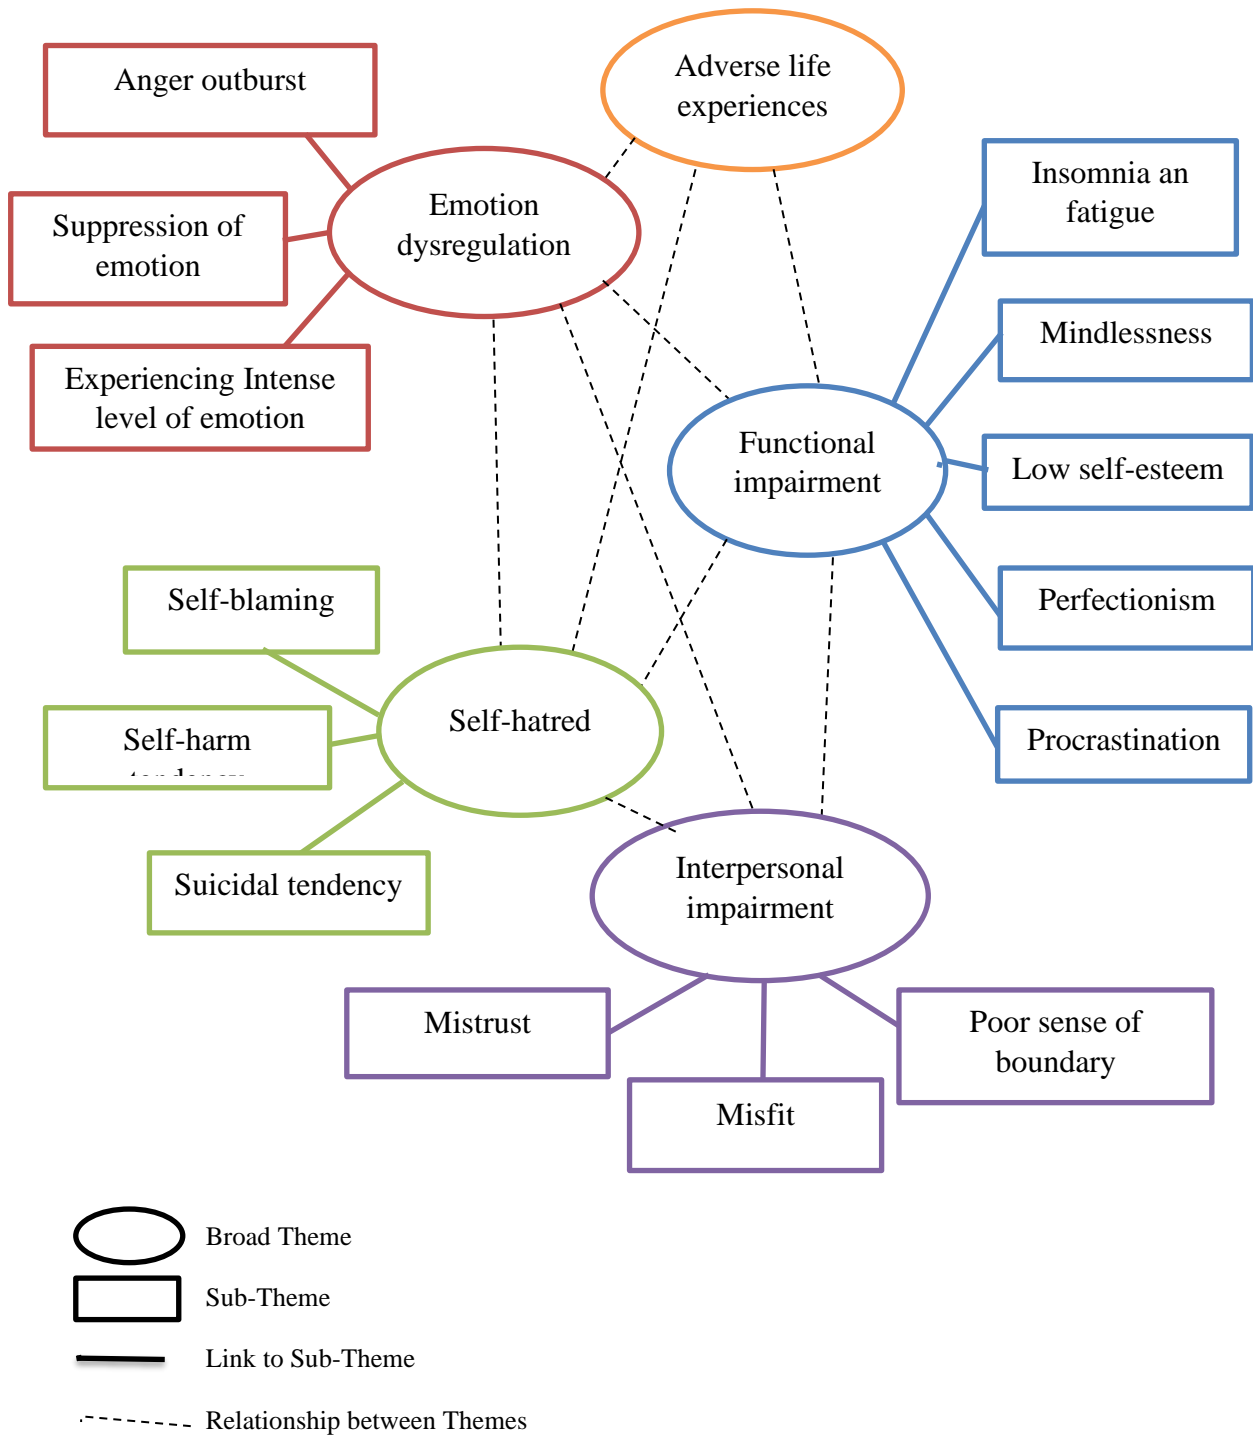 Adverse life
experiences
Anger outburst
Emotion
dysregulation
Suppression of
emotion
Experiencing Intense
level of emotion
Insomnia an
fatigue
Mindlessness
Functional
impairment
Low self-esteem
Perfectionism
Procrastination
Self-blaming
Self-hatred
Self-harm
Suicidal tendency
Interpersonal
impairment
Mistrust
Misfit
Poor sense of
boundary
Broad Theme
Sub-Theme
Link to Sub-Theme
Relationship between Themes